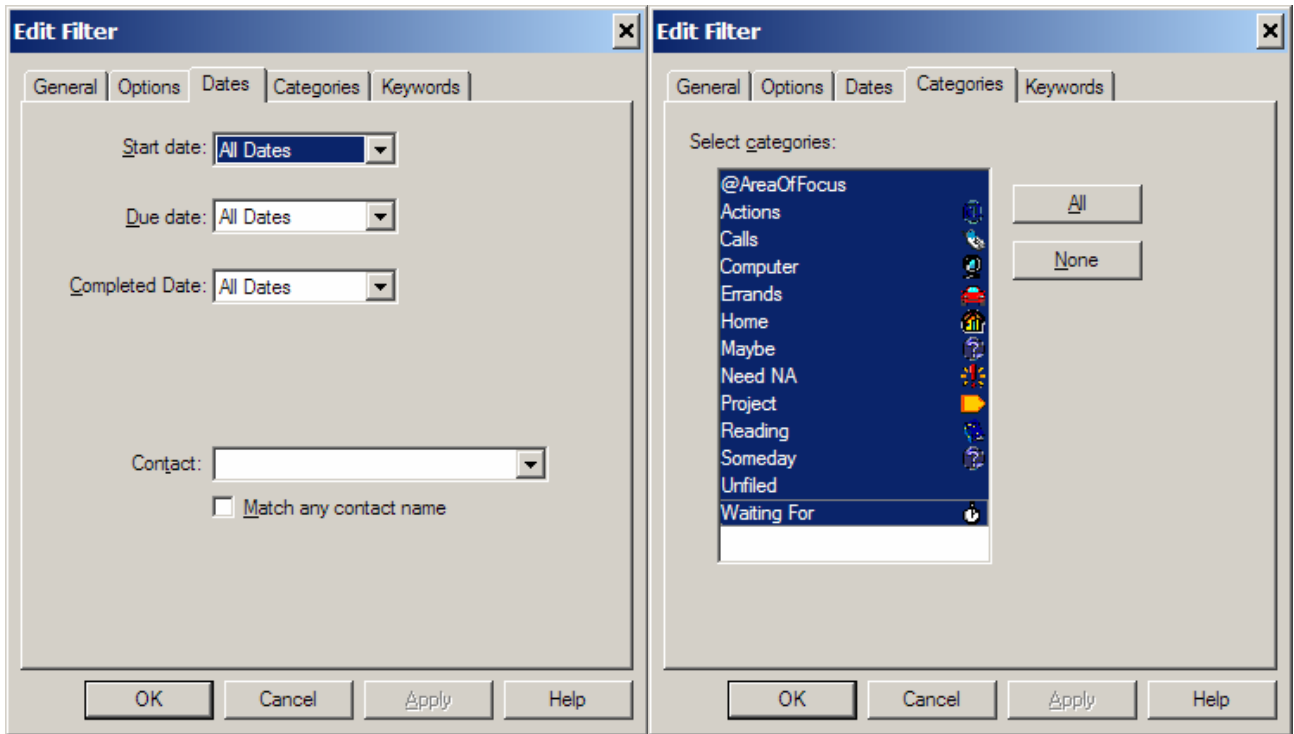 Edit Filter
General Options Dates Categories Keywords
Start date: All Dates
Due date: All Dates
Completed Date: All Dates
Contact:
Match any contact name
OK Cancel Apply Help
Edit Filter
General Options Dates Categories Keywords
Select categories:
@AreaOfFocus
Actions
Calls
Computer
Errands
Home
Maybe
Need NA
Project
Reading
Someday
Unfiled
Waiting For
All
None
OK Cancel Apply Help